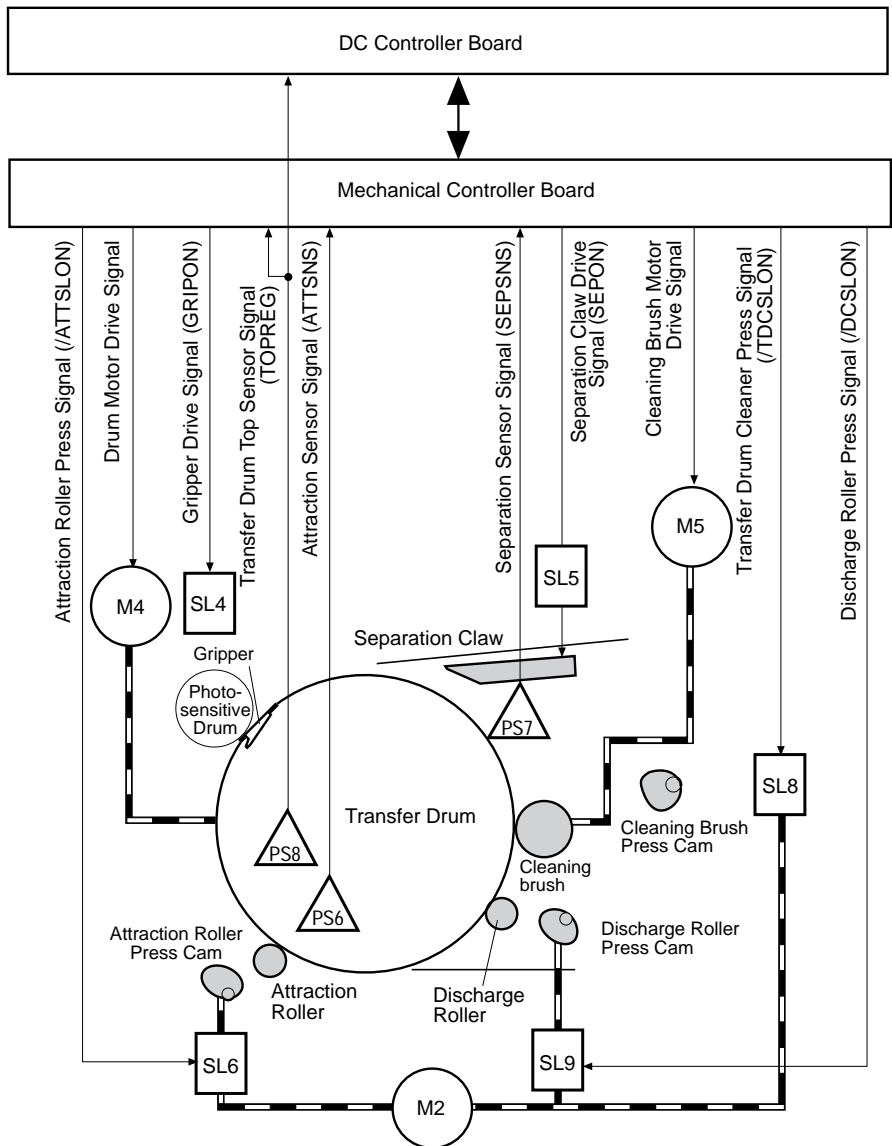 DC Controller Board
Mechanical Controller Board
Attraction Roller Press Signal (/ATTSLON)
Drum Motor Drive Signal
Gripper Drive Signal (GRIPON)
Transfer Drum Top Sensor Signal
(TOPREG)
Attraction Sensor Signal (ATTSNS)
Separation Sensor Signal (SEPSNS)
Separation Claw Drive
Signal (SEPON)
Cleaning Brush Motor
Drive Signal
Transfer Drum Cleaner Press Signal
(/TDCSLON)
Discharge Roller Press Signal (/DCSLON)
M5
SL5
M4
SL4
Separation Claw
Gripper
Photo-
sensitive
Drum
PS7
SL8
Transfer Drum
PS8
Cleaning Brush
Press Cam
Cleaning
brush
PS6
Attraction Roller
Press Cam
Discharge Roller
Press Cam
Attraction
Roller
Discharge
Roller
SL6
SL9
M2